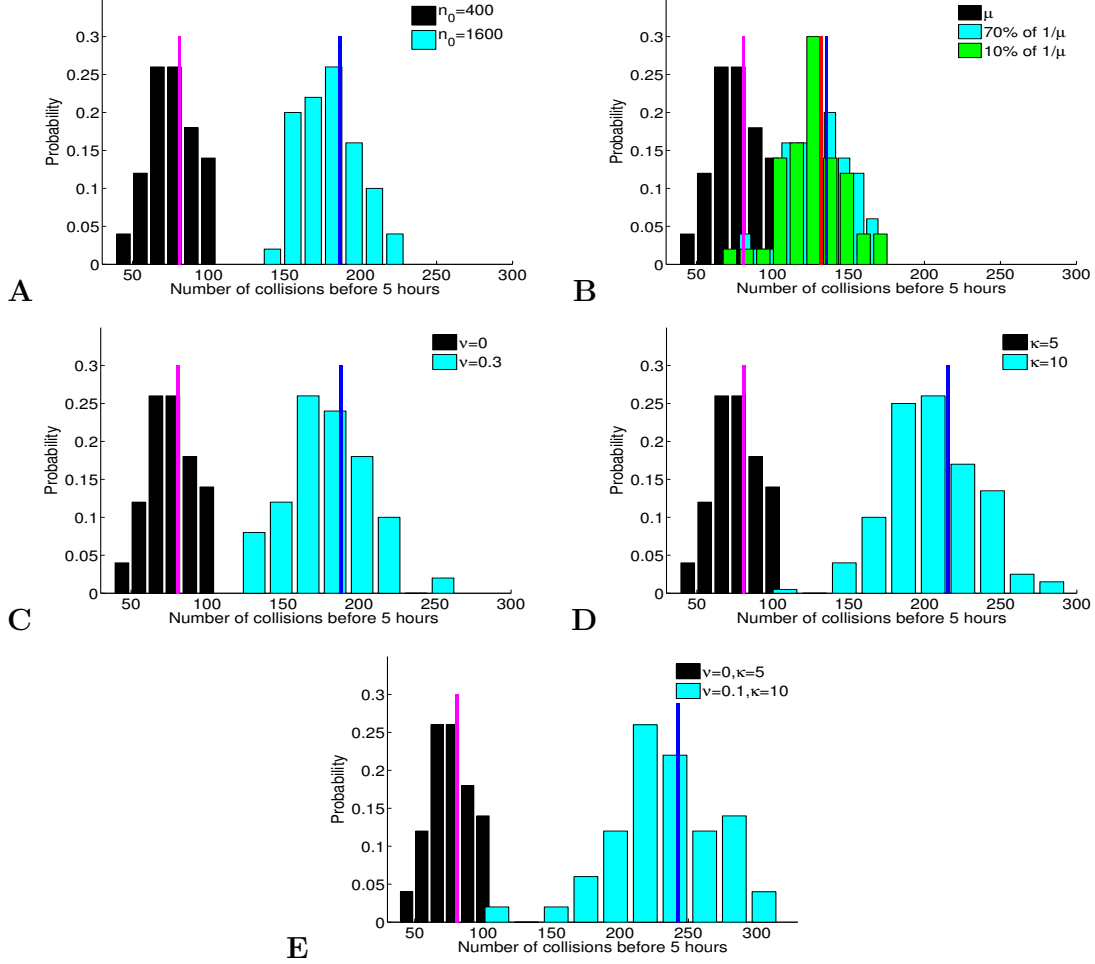 n₀=400
n₀=1600
0.3
0.25
0.2
0.15
0.1
0.05
0
Probability
50 100 150 200 250 300
Number of collisions before 5 hours
A
μ
70% of 1/μ
10% of 1/μ
0.3
0.25
0.2
0.15
0.1
0.05
0
Probability
50 100 150 200 250 300
Number of collisions before 5 hours
B
ν=0
ν=0.3
0.3
0.25
0.2
0.15
0.1
0.05
0
Probability
50 100 150 200 250 300
Number of collisions before 5 hours
C
κ=5
κ=10
0.3
0.25
0.2
0.15
0.1
0.05
0
Probability
50 100 150 200 250 300
Number of collisions before 5 hours
D
ν=0,κ=5
ν=0.1,κ=10
0.3
0.25
0.2
0.15
0.1
0.05
0
Probability
50 100 150 200 250 300
Number of collisions before 5 hours
E